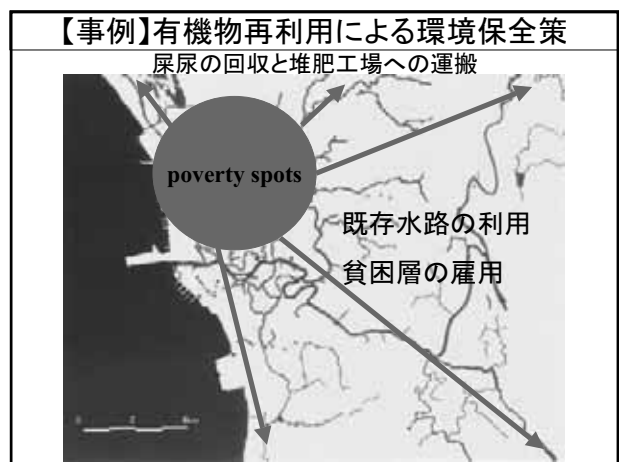 【事例】有機物再利用による環境保全策
屎尿の回収と堆肥工場への運搬
poverty spots
既存水路の利用
貧困層の雇用